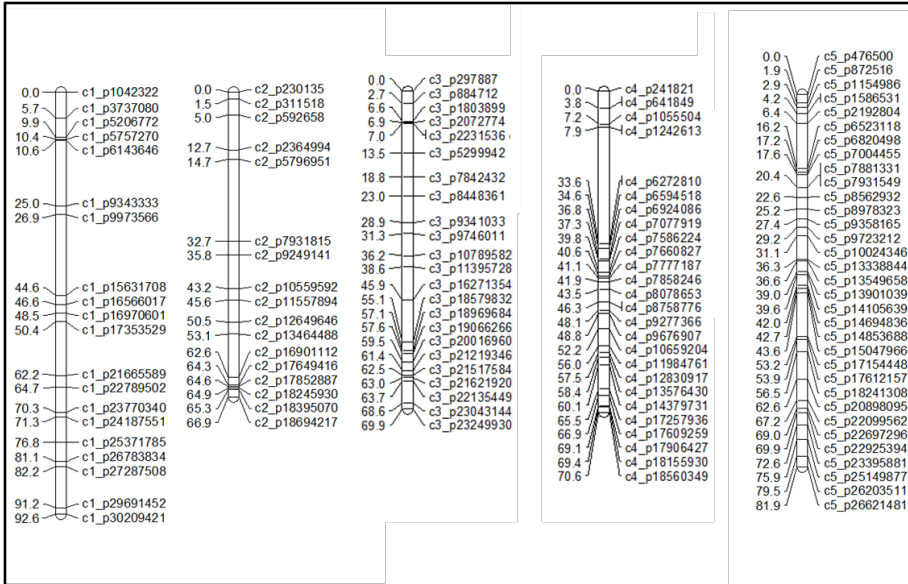 0.0 c1_p1042322
5.7 c1_p3737080
9.9 c1_p5206772
10.4 c1_p5757270
10.6 c1_p6143646
25.0 c1_p9343333
26.9 c1_p9973566
44.6 c1_p15631708
46.6 c1_p16566017
48.5 c1_p16970601
50.4 c1_p17353529
62.2 c1_p21665589
64.7 c1_p22789502
70.3 c1_p23770340
71.3 c1_p24187551
76.8 c1_p25371785
81.1 c1_p26783834
82.2 c1_p27287508
91.2 c1_p29691452
92.6 c1_p30209421
0.0 c2_p230135
1.5 c2_p311518
5.0 c2_p592658
12.7 c2_p2364994
14.7 c2_p5796951
32.7 c2_p7931815
35.8 c2_p9249141
43.2 c2_p10559592
45.6 c2_p11557894
50.5 c2_p12649646
53.1 c2_p13464488
62.6 c2_p16901112
64.3 c2_p17649416
64.6 c2_p17852887
64.9 c2_p18245930
65.3 c2_p18395070
66.9 c2_p18694217
0.0 c3_p297887
2.7 c3_p884712
6.6 c3_p1803899
6.9 c3_p2072774
7.0 c3_p2231536
13.5 c3_p5299942
18.8 c3_p7842432
23.0 c3_p8448361
28.9 c3_p9341033
31.3 c3_p9746011
36.2 c3_p10789582
38.6 c3_p11395728
45.9 c3_p16271354
55.1 c3_p18579832
57.1 c3_p18969684
57.6 c3_p19066266
59.5 c3_p20016960
61.4 c3_p21219346
62.5 c3_p21517584
63.0 c3_p21621920
63.7 c3_p22135449
68.6 c3_p23043144
69.9 c3_p23249930
0.0 c4_p241821
3.8 c4_p641849
7.2 c4_p1055504
7.9 c4_p1242613
33.6 c4_p6272810
34.6 c4_p6594518
36.8 c4_p6924086
37.3 c4_p7077919
39.8 c4_p7586224
40.6 c4_p7660827
41.1 c4_p7777187
41.9 c4_p7858246
43.5 c4_p8078653
46.3 c4_p8758776
48.1 c4_p9277366
48.8 c4_p9676907
52.2 c4_p10659204
56.0 c4_p11984761
57.5 c4_p12830917
58.4 c4_p13576430
60.1 c4_p14379731
65.5 c4_p17257936
66.9 c4_p17609259
69.1 c4_p17906427
69.4 c4_p18155930
70.6 c4_p18560349
0.0 c5_p476500
1.9 c5_p872516
2.9 c5_p1154986
4.2 c5_p1586531
6.4 c5_p2192804
16.2 c5_p6523118
17.2 c5_p6820498
17.6 c5_p7004455
c5_p7881331
20.4 c5_p7931549
22.6 c5_p8562932
25.2 c5_p8978323
27.4 c5_p9358165
29.2 c5_p9723212
31.1 c5_p10024346
36.3 c5_p13338844
36.6 c5_p13549658
39.0 c5_p13901039
39.6 c5_p14105639
42.0 c5_p14694836
42.7 c5_p14853688
43.6 c5_p15047966
53.2 c5_p17154448
53.9 c5_p17612157
56.5 c5_p18241308
62.6 c5_p20898095
67.2 c5_p22099562
69.0 c5_p22697296
69.9 c5_p22925394
72.6 c5_p23395881
75.9 c5_p25149877
79.5 c5_p26203511
81.9 c5_p26621481